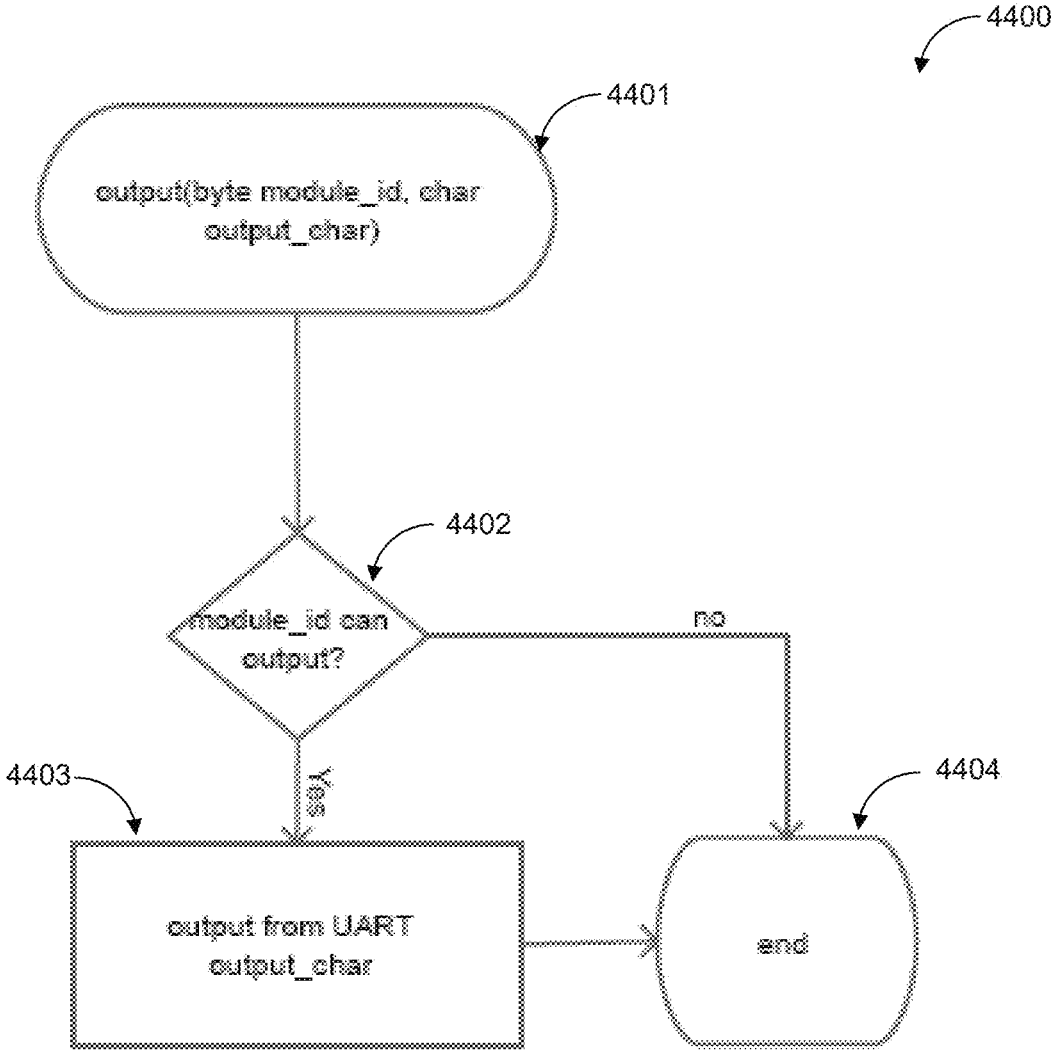 4400
4401
output(byte module_id, char
output_char)
4402
module_id can
output?
no
4403
Yes
4404
output from UART
output_char
end